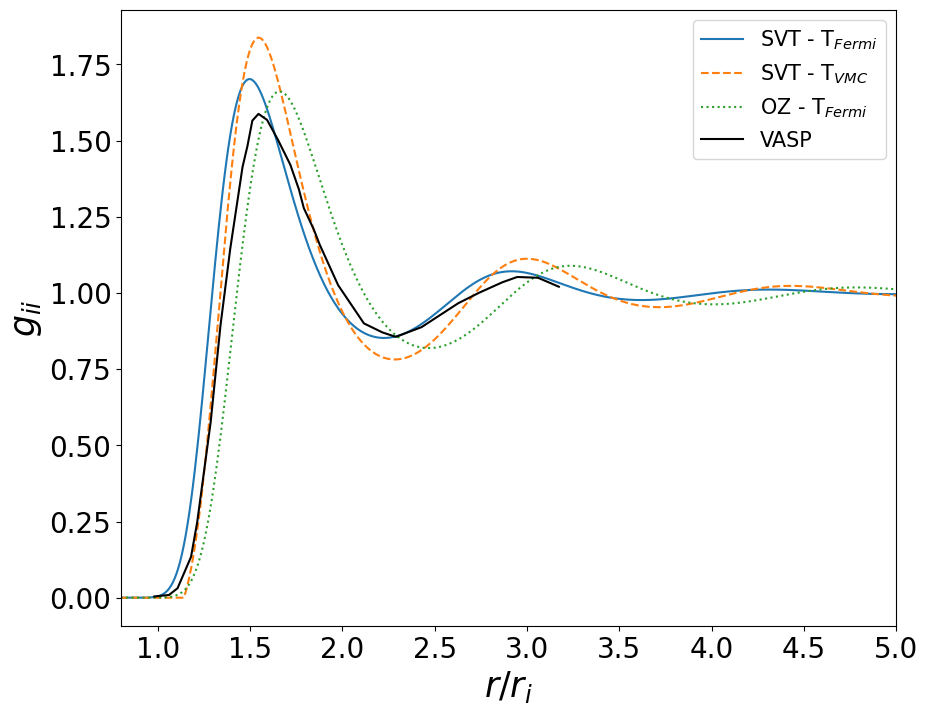 SVT - T_Fermi
SVT - T_VMC
OZ - T_Fermi
VASP
g_ii
1.75
1.50
1.25
1.00
0.75
0.50
0.25
0.00
1.0 1.5 2.0 2.5 3.0 3.5 4.0 4.5 5.0
r/r_i